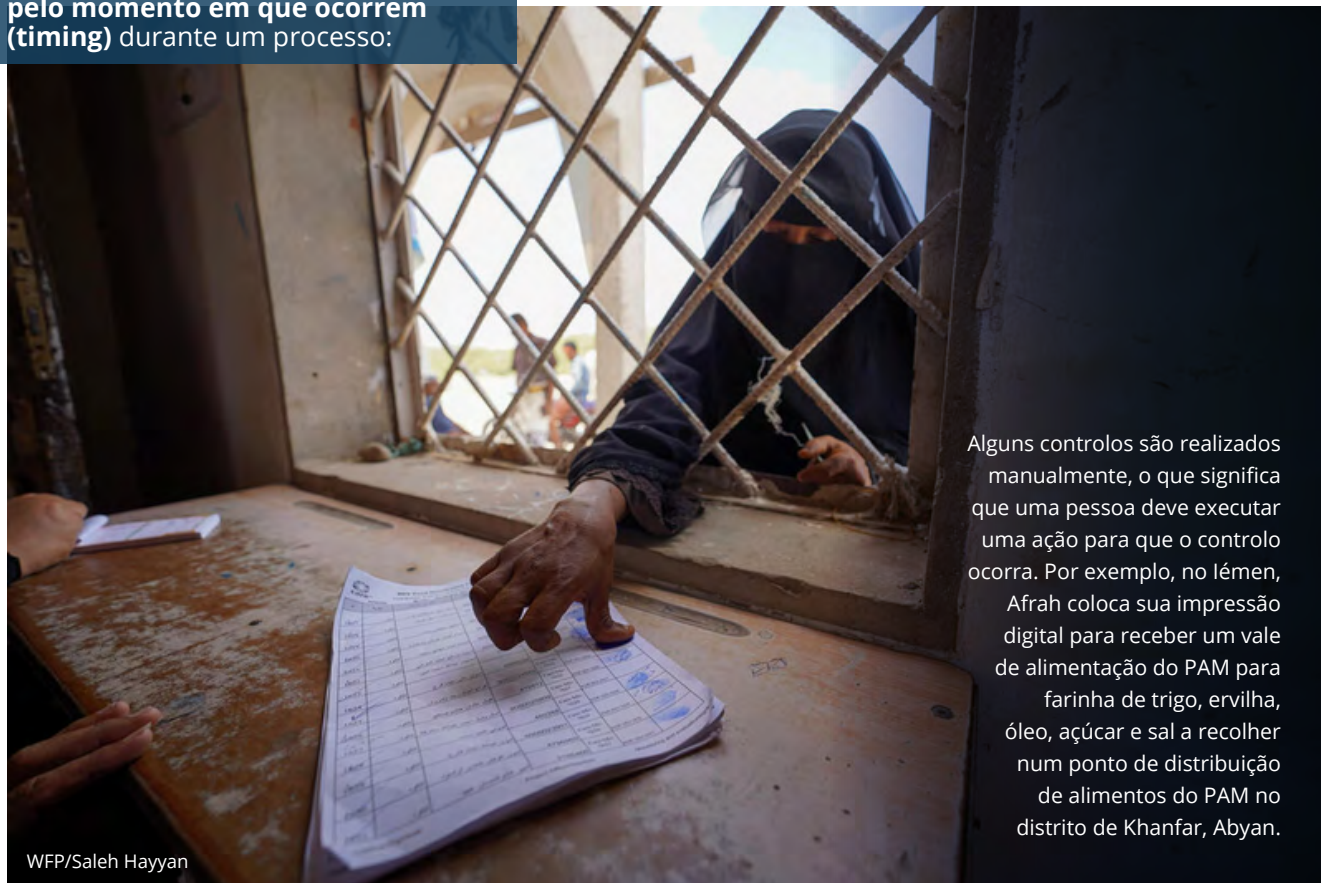 pelo momento em que ocorrem
(timing) durante um processo:
Alguns controlos são realizados
manualmente, o que significa
que uma pessoa deve executar
uma ação para que o controlo
ocorra. Por exemplo, no Iémen,
Afrah coloca sua impressão
digital para receber um vale
de alimentação do PAM para
farinha de trigo, ervilha,
óleo, açúcar e sal a recolher
num ponto de distribuição
de alimentos do PAM no
distrito de Khanfar, Abyan.
WFP/Saleh Hayyan